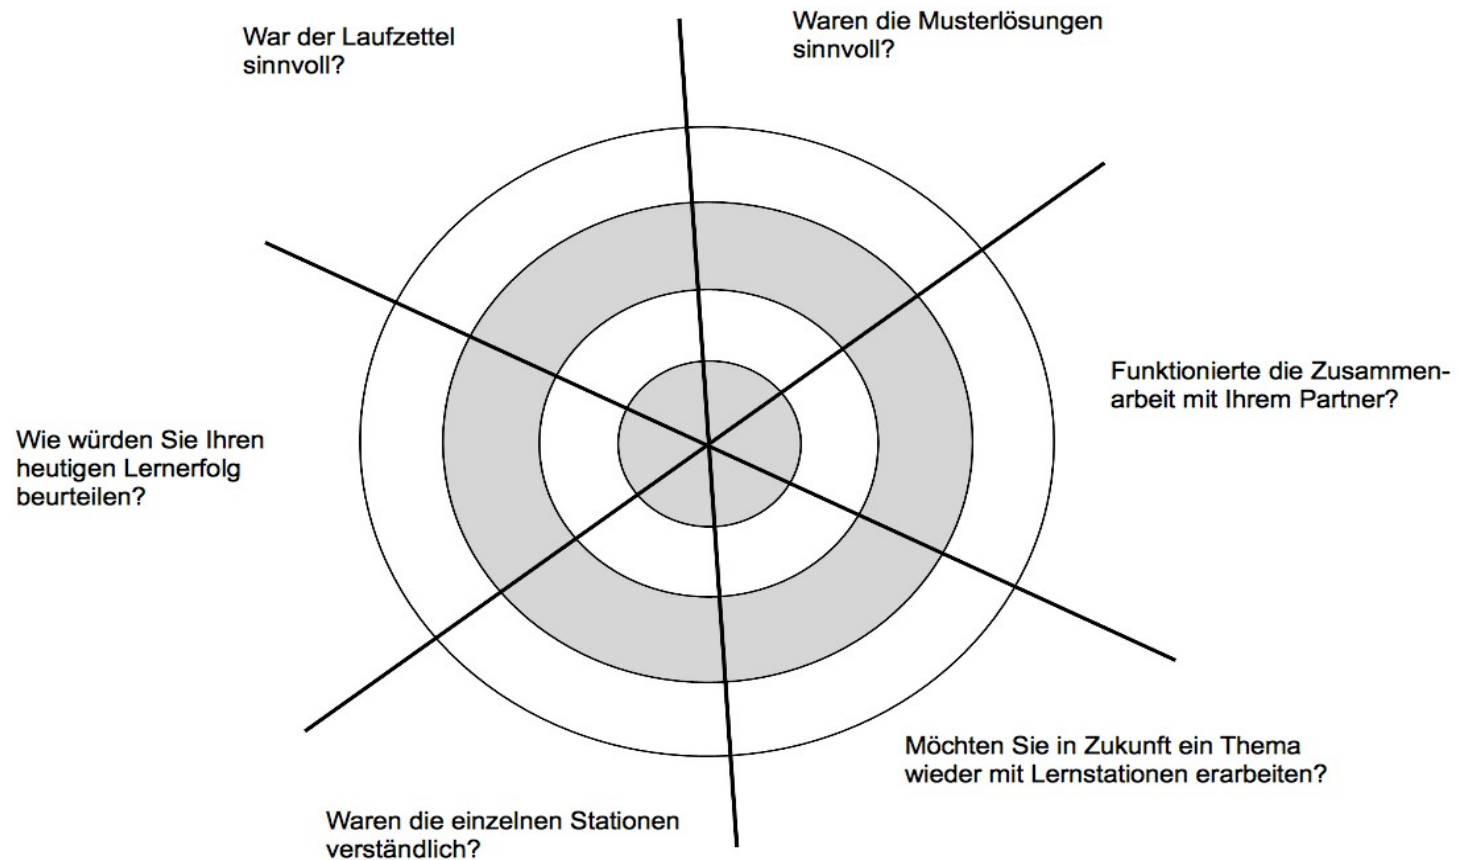 War der Laufzettel
sinnvoll?
Waren die Musterlösungen
sinnvoll?
Funktionierte die Zusammen-
arbeit mit Ihrem Partner?
Wie würden Sie Ihren
heutigen Lernerfolg
beurteilen?
Möchten Sie in Zukunft ein Thema
wieder mit Lernstationen erarbeiten?
Waren die einzelnen Stationen
verständlich?